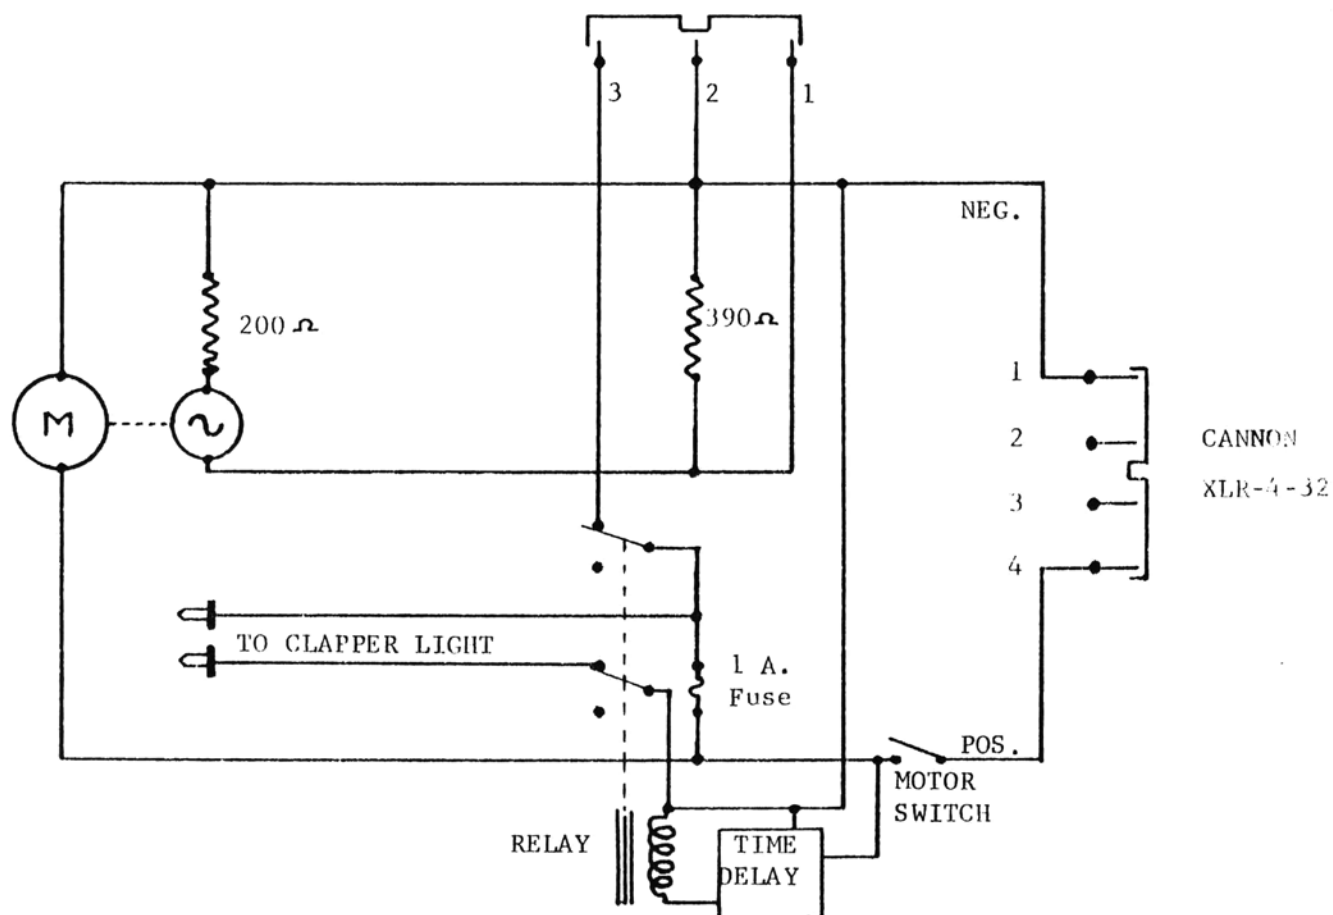 3
2
1
NEG.
200Ω
390Ω
M
1
2
CANNON
XLR-4-32
3
4
TO CLAPPER LIGHT
1 A.
Fuse
POS.
MOTOR
SWITCH
RELAY
TIME
DELAY